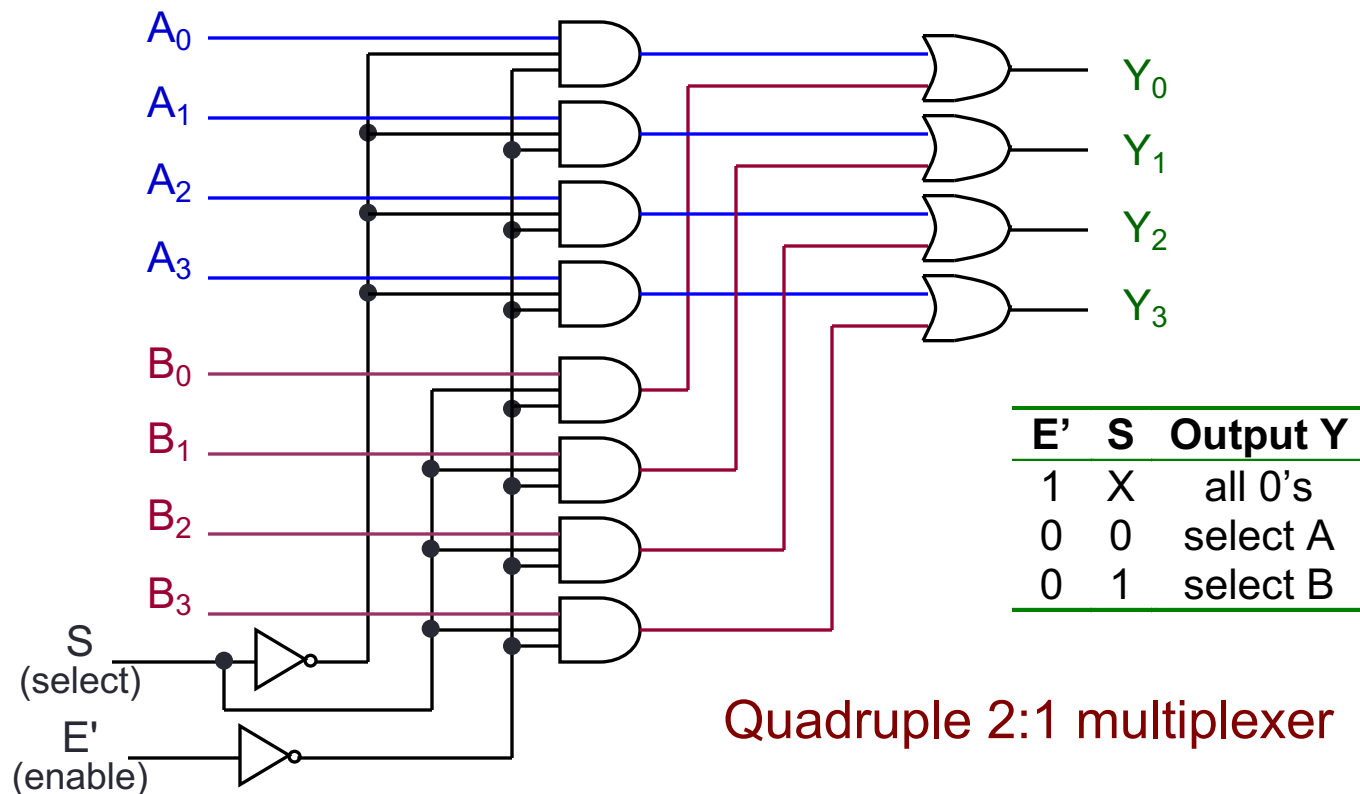 A₀
A₁
A₂
A₃
B₀
B₁
B₂
B₃
S
(select)
E'
(enable)
Y₀
Y₁
Y₂
Y₃
E’ S Output Y
1 X all 0’s
0 0 select A
0 1 select B
Quadruple 2:1 multiplexer